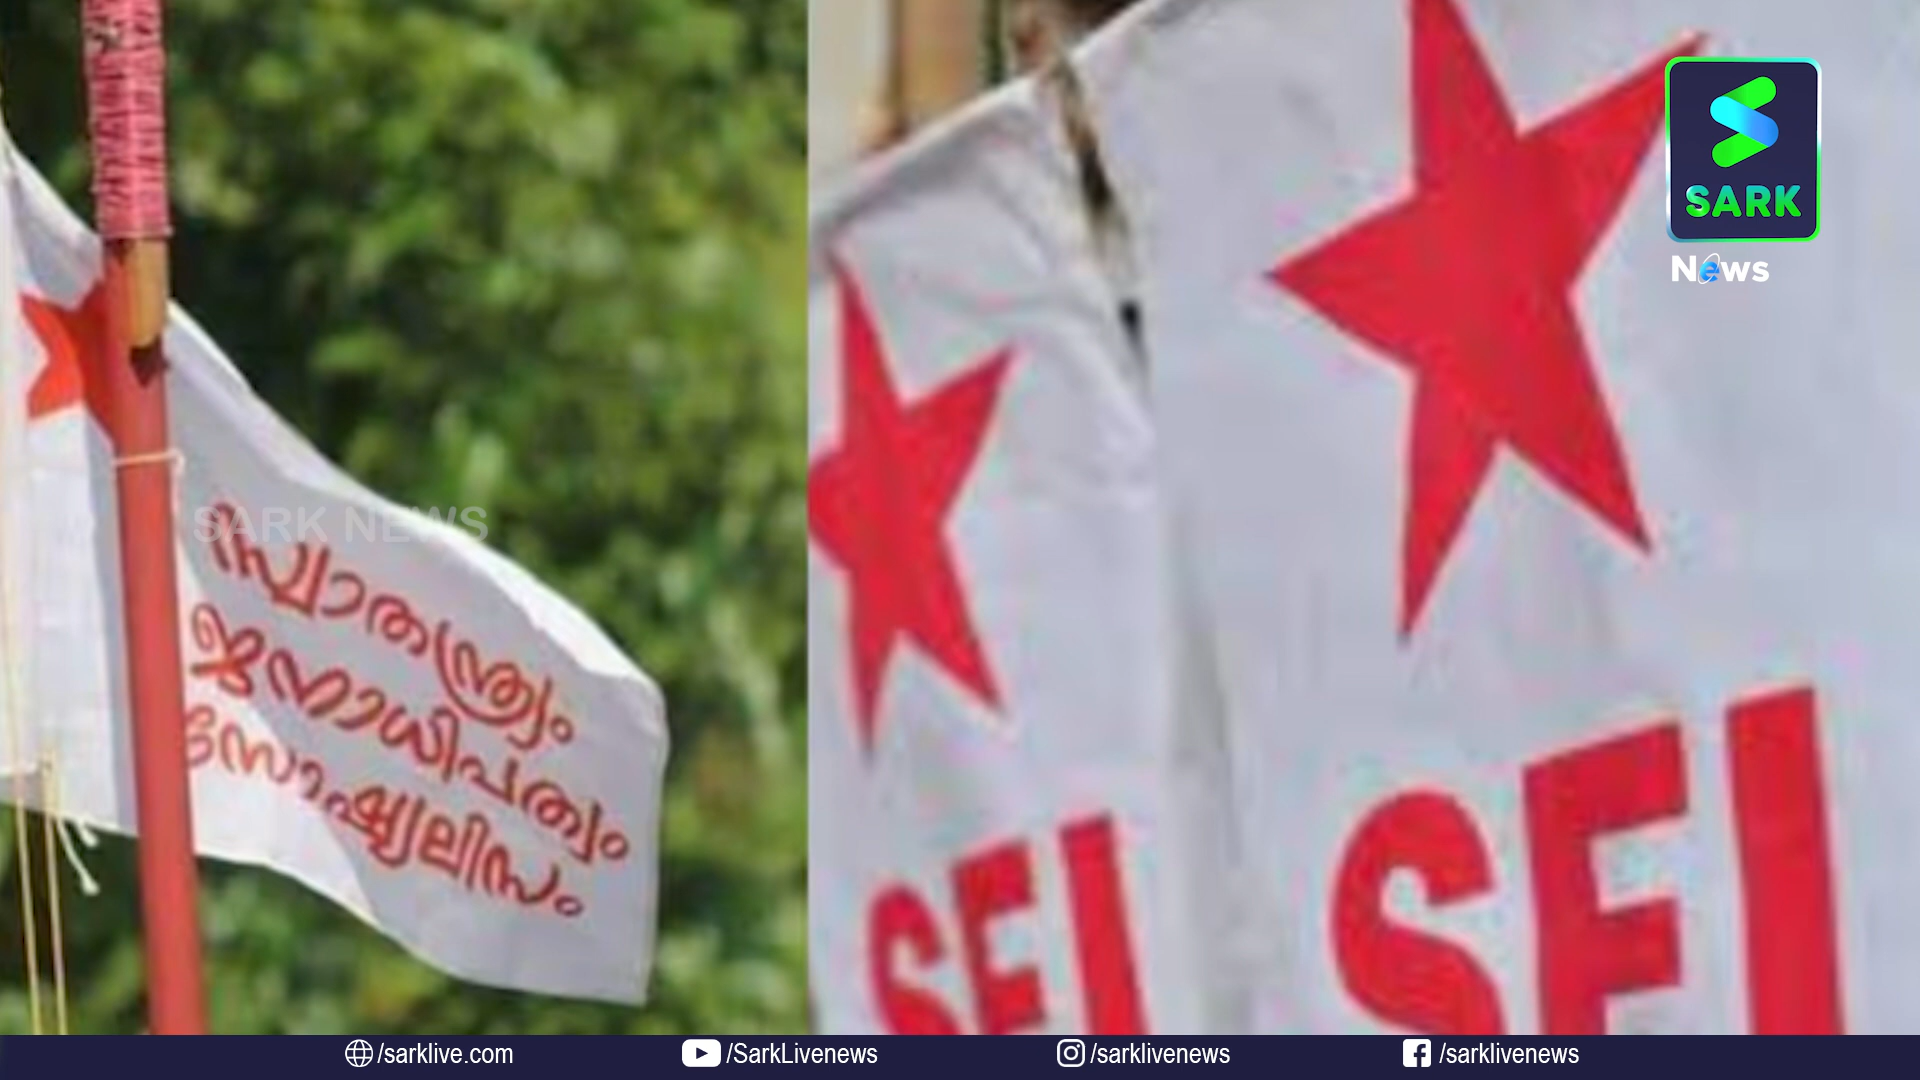 SARK
News
SARK NEWS
സ്വാതന്ത്ര്യം
ജനാധിപത്യം
സോഷ്യലിസം
SFI
SFI
/sarklive.com
/SarkLivenews
/sarklivenews
/sarklivenews